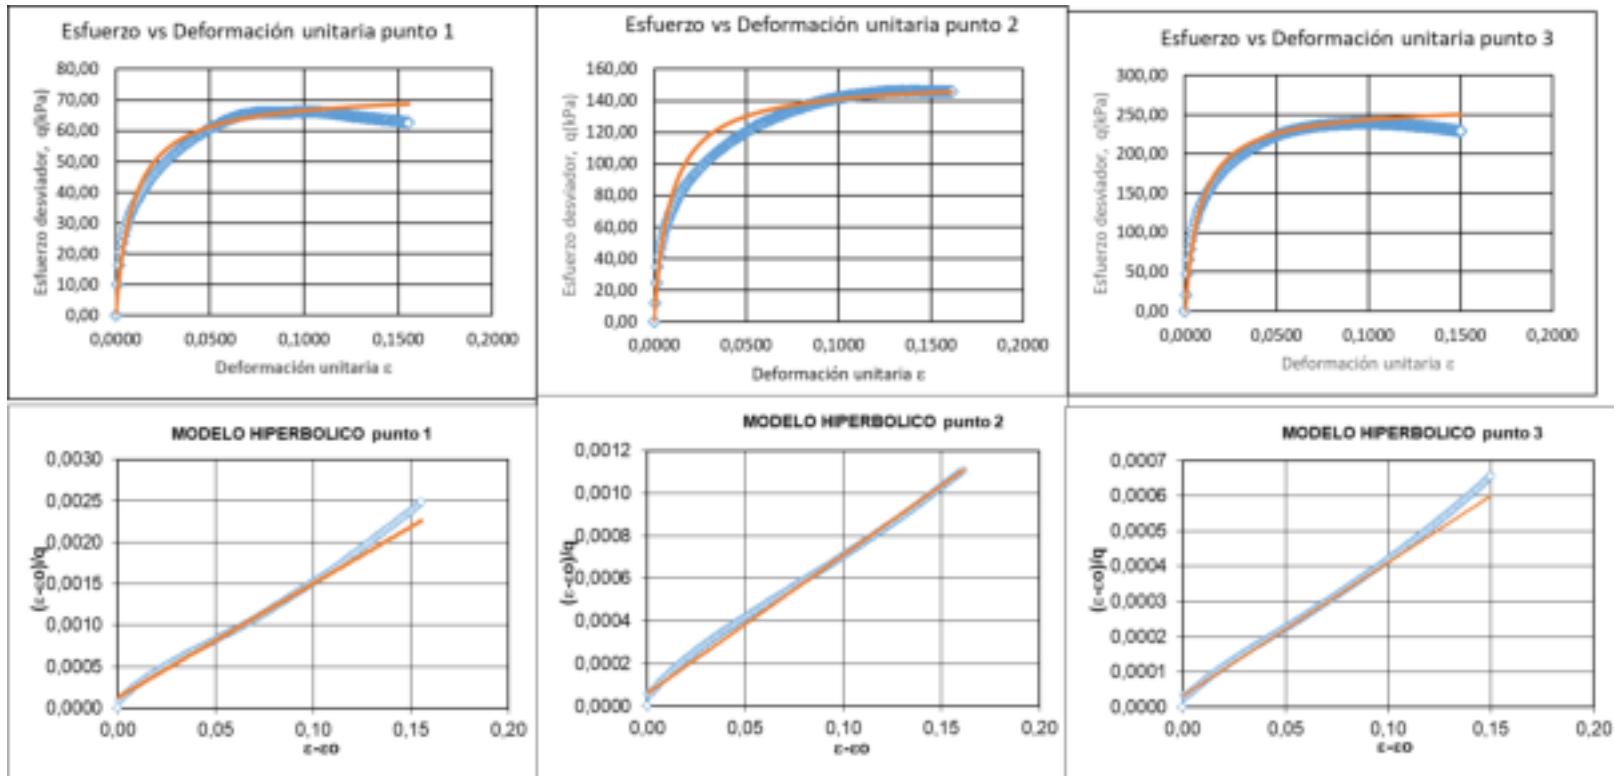 Esfuerzo vs Deformación unitaria punto 1
80,00
70,00
60,00
50,00
40,00
30,00
20,00
10,00
0,00
Esfuerzo desviador, q(kPa)
0,0000 0,0500 0,1000 0,1500 0,2000
Deformación unitaria ε
Esfuerzo vs Deformación unitaria punto 2
160,00
140,00
120,00
100,00
80,00
60,00
40,00
20,00
0,00
Esfuerzo desviador, q(kPa)
0,0000 0,0500 0,1000 0,1500 0,2000
Deformación unitaria ε
Esfuerzo vs Deformación unitaria punto 3
300,00
250,00
200,00
150,00
100,00
50,00
0,00
Esfuerzo desviador, q(kPa)
0,0000 0,0500 0,1000 0,1500 0,2000
Deformación unitaria ε
MODELO HIPERBOLICO punto 1
0,0030
0,0025
0,0020
0,0015
0,0010
0,0005
0,0000
(ε-εo)/q
0,00 0,05 0,10 0,15 0,20
ε-εo
MODELO HIPERBOLICO punto 2
0,0012
0,0010
0,0008
0,0006
0,0004
0,0002
0,0000
(ε-εo)/q
0,00 0,05 0,10 0,15 0,20
ε-εo
MODELO HIPERBOLICO punto 3
0,0007
0,0006
0,0005
0,0004
0,0003
0,0002
0,0001
0,0000
(ε-εo)/q
0,00 0,05 0,10 0,15 0,20
ε-εo